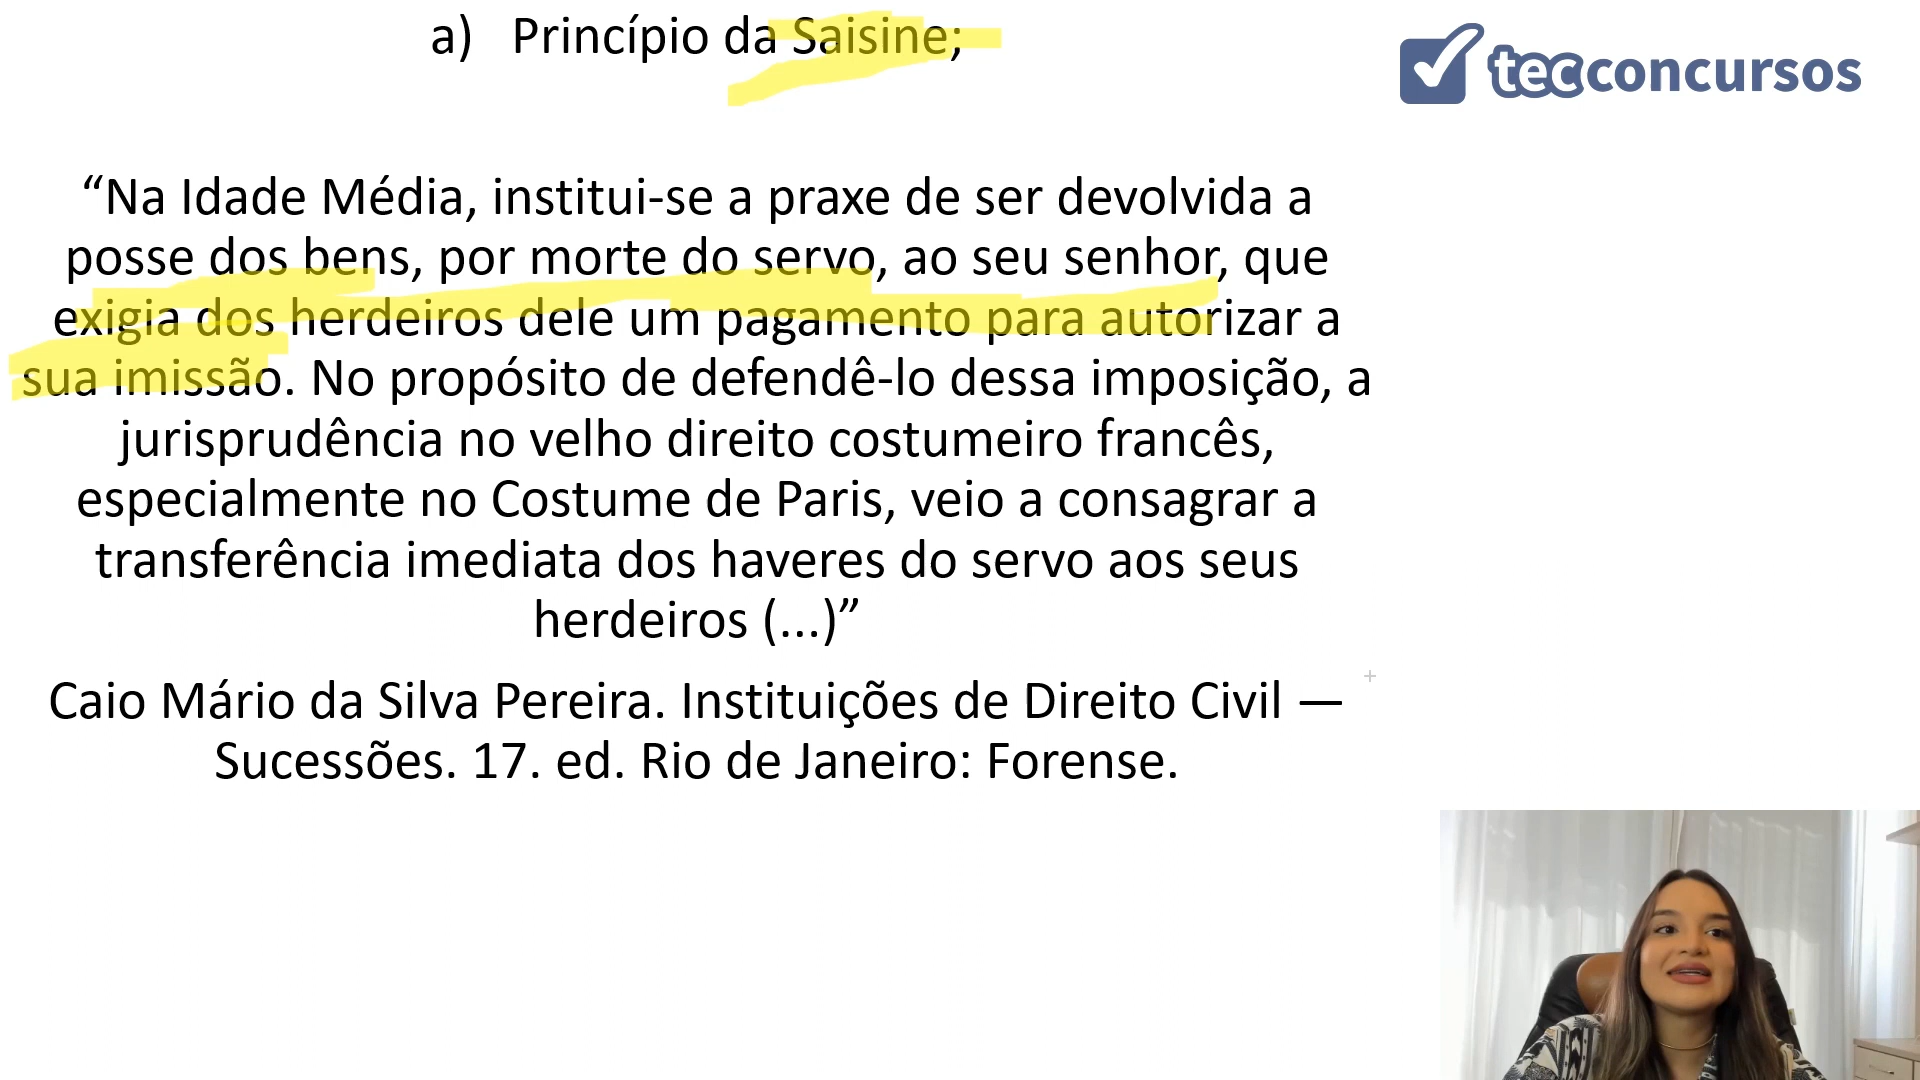 a) Princípio da Saisine;
tecconcursos
“Na Idade Média, institui-se a praxe de ser devolvida a
posse dos bens, por morte do servo, ao seu senhor, que
exigia dos herdeiros dele um pagamento para autorizar a
sua imissão. No propósito de defendê-lo dessa imposição, a
jurisprudência no velho direito costumeiro francês,
especialmente no Costume de Paris, veio a consagrar a
transferência imediata dos haveres do servo aos seus
herdeiros (...)”
Caio Mário da Silva Pereira. Instituições de Direito Civil —
Sucessões. 17. ed. Rio de Janeiro: Forense.